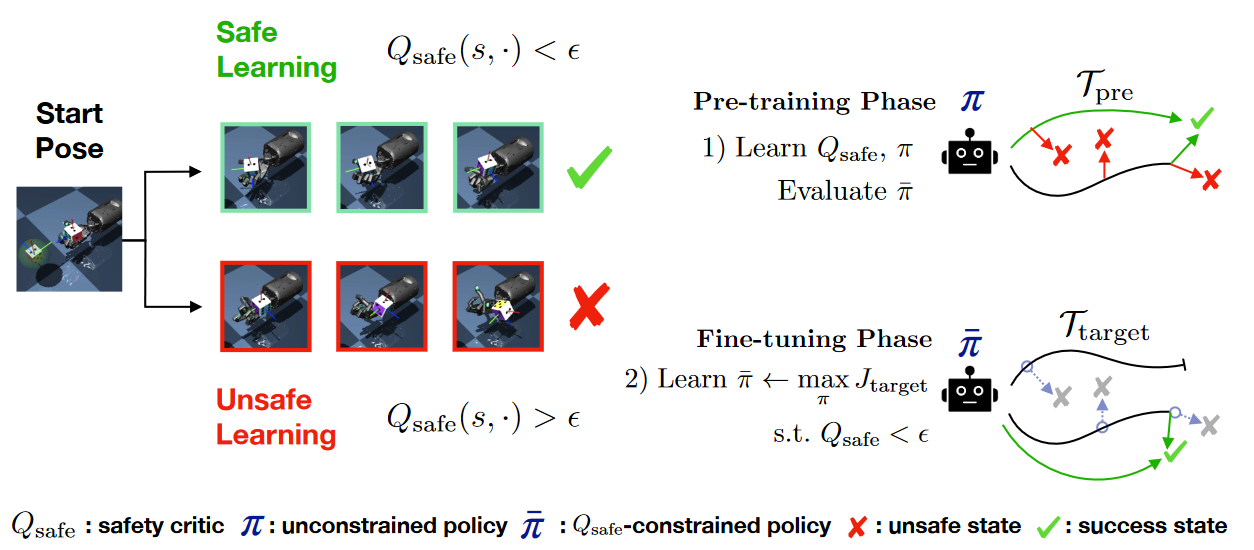 Safe
Learning
Q_safe(s, ·) < ϵ
Start
Pose
Unsafe
Learning
Q_safe(s, ·) > ϵ
Pre-training Phase π
1) Learn Q_safe, π
Evaluate π̄
𝒯_pre
Fine-tuning Phase π̄
2) Learn π̄ ← max_π J_target
s.t. Q_safe < ϵ
𝒯_target
Q_safe : safety critic π : unconstrained policy π̄ : Q_safe-constrained policy ✘ : unsafe state ✓ : success state